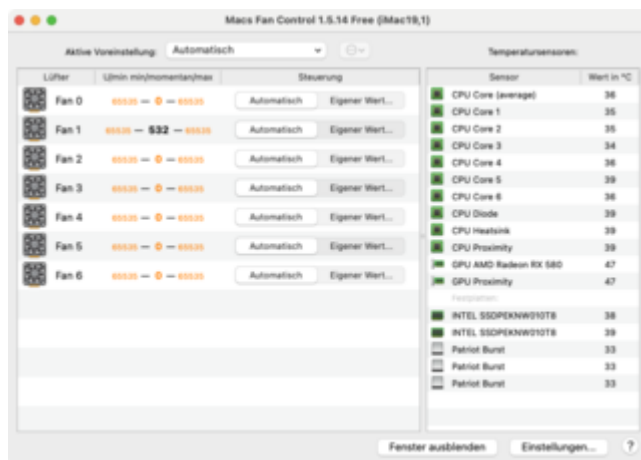 Macs Fan Control 1.5.14 Free (iMac19,1)
Aktive Voreinstellung: Automatisch
Temperatursensoren:
Lüfter U/min min/momentan/max Steuerung
Fan 0 65535 — 0 — 65535 Automatisch Eigener Wert...
Fan 1 65535 — 532 — 65535 Automatisch Eigener Wert...
Fan 2 65535 — 0 — 65535 Automatisch Eigener Wert...
Fan 3 65535 — 0 — 65535 Automatisch Eigener Wert...
Fan 4 65535 — 0 — 65535 Automatisch Eigener Wert...
Fan 5 65535 — 0 — 65535 Automatisch Eigener Wert...
Fan 6 65535 — 0 — 65535 Automatisch Eigener Wert...
Sensor Wert in °C
CPU Core (average) 36
CPU Core 1 35
CPU Core 2 35
CPU Core 3 34
CPU Core 4 36
CPU Core 5 39
CPU Core 6 36
CPU Diode 39
CPU Heatsink 39
CPU Proximity 39
GPU AMD Radeon RX 580 47
GPU Proximity 47
Festplatten:
INTEL SSDPEKNW010T8 38
INTEL SSDPEKNW010T8 39
Patriot Burst 33
Patriot Burst 33
Patriot Burst 33
Fenster ausblenden Einstellungen... ?